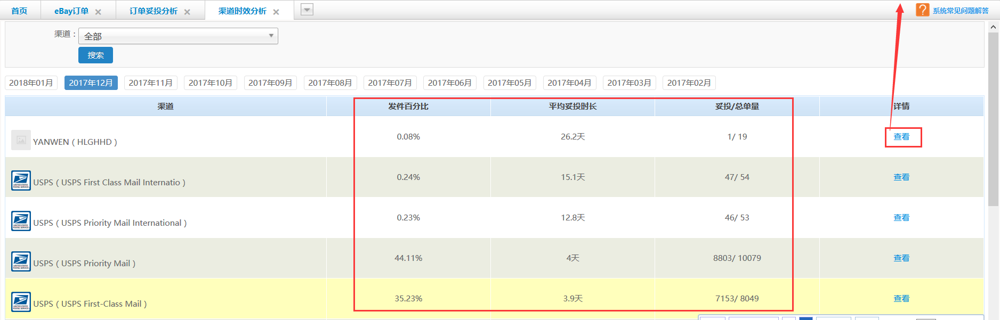 首页 eBay订单 订单妥投分析 渠道时效分析 系统常见问题解答
渠道： 全部
搜索
2018年01月 2017年12月 2017年11月 2017年10月 2017年09月 2017年08月 2017年07月 2017年06月 2017年05月 2017年04月 2017年03月 2017年02月
渠道 发件百分比 平均妥投时长 妥投/总单量 详情
YANWEN ( HLGHHD ) 0.08% 26.2天 1/ 19 查看
USPS ( USPS First Class Mail Internatio ) 0.24% 15.1天 47/ 54 查看
USPS ( USPS Priority Mail International ) 0.23% 12.8天 46/ 53 查看
USPS ( USPS Priority Mail ) 44.11% 4天 8803/ 10079 查看
USPS ( USPS First-Class Mail ) 35.23% 3.9天 7153/ 8049 查看